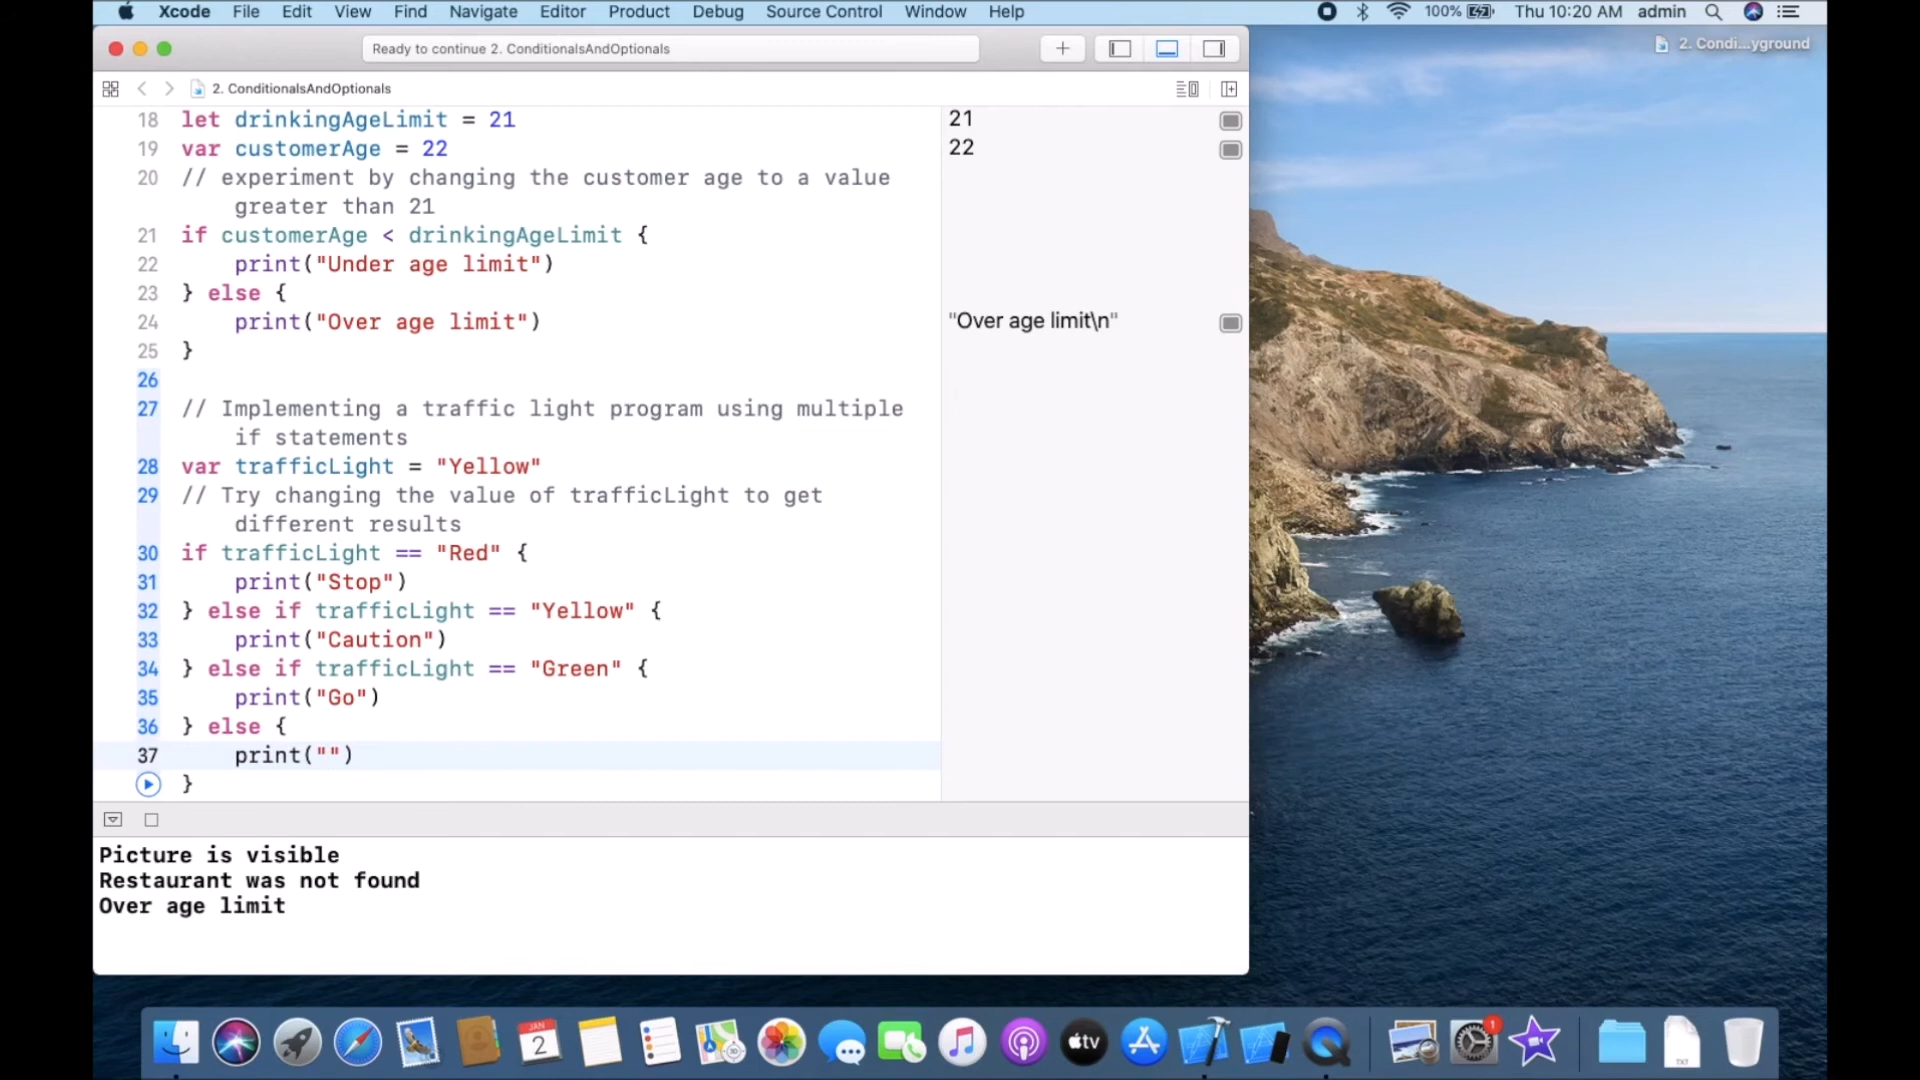 Xcode File Edit View Find Navigate Editor Product Debug Source Control Window Help 100% Thu 10:20 AM admin
Ready to continue 2. ConditionalsAndOptionals
2. Condi...yground
2. ConditionalsAndOptionals
18 let drinkingAgeLimit = 21 21
19 var customerAge = 22 22
20 // experiment by changing the customer age to a value
greater than 21
21 if customerAge < drinkingAgeLimit {
22 print("Under age limit")
23 } else {
24 print("Over age limit") "Over age limit\n"
25 }
26
27 // Implementing a traffic light program using multiple
if statements
28 var trafficLight = "Yellow"
29 // Try changing the value of trafficLight to get
different results
30 if trafficLight == "Red" {
31 print("Stop")
32 } else if trafficLight == "Yellow" {
33 print("Caution")
34 } else if trafficLight == "Green" {
35 print("Go")
36 } else {
37 print("")
}
Picture is visible
Restaurant was not found
Over age limit
JAN
2
tv
1
TXT